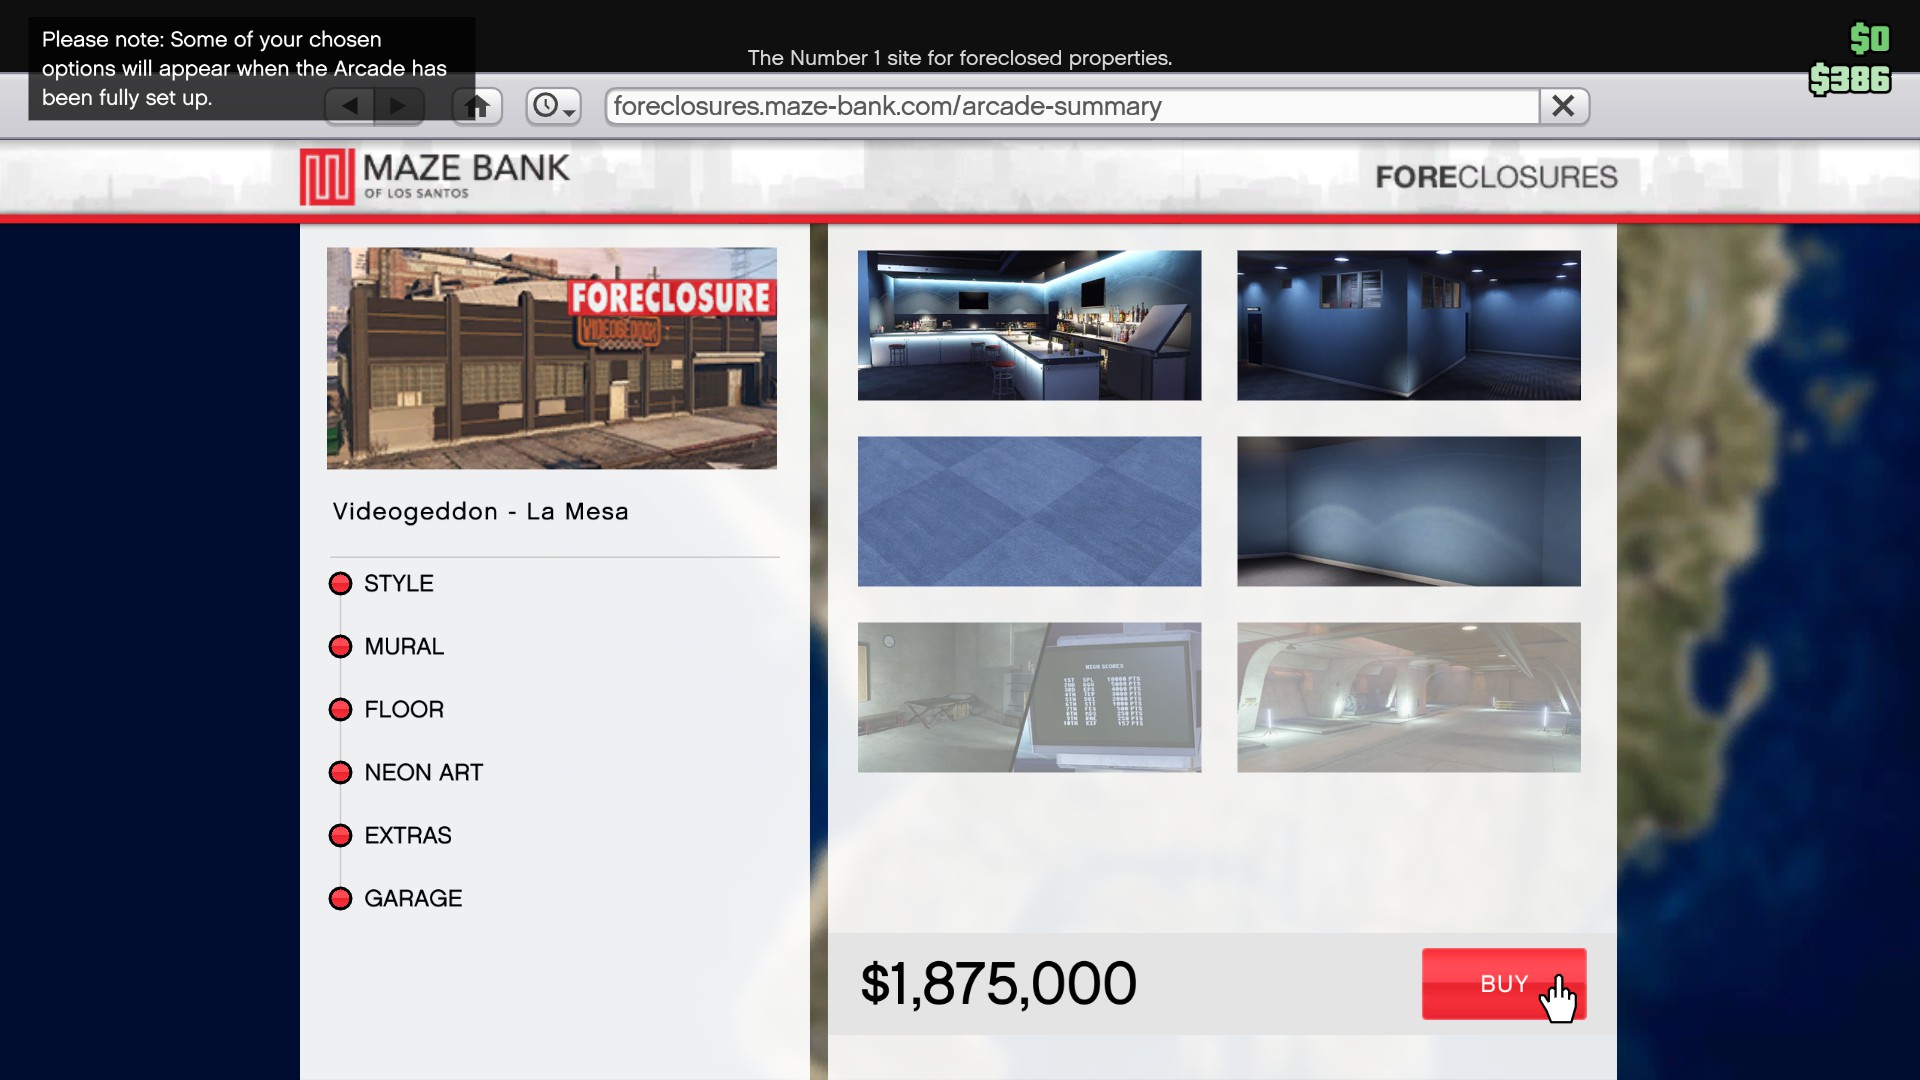 Please note: Some of your chosen
options will appear when the Arcade has
been fully set up.
The Number 1 site for foreclosed properties.
$0
$386
foreclosures.maze-bank.com/arcade-summary
MAZE BANK
OF LOS SANTOS
FORECLOSURES
FORECLOSURE
VIDEOGEDDON
Videogeddon - La Mesa
STYLE
MURAL
FLOOR
NEON ART
EXTRAS
GARAGE
$1,875,000
BUY